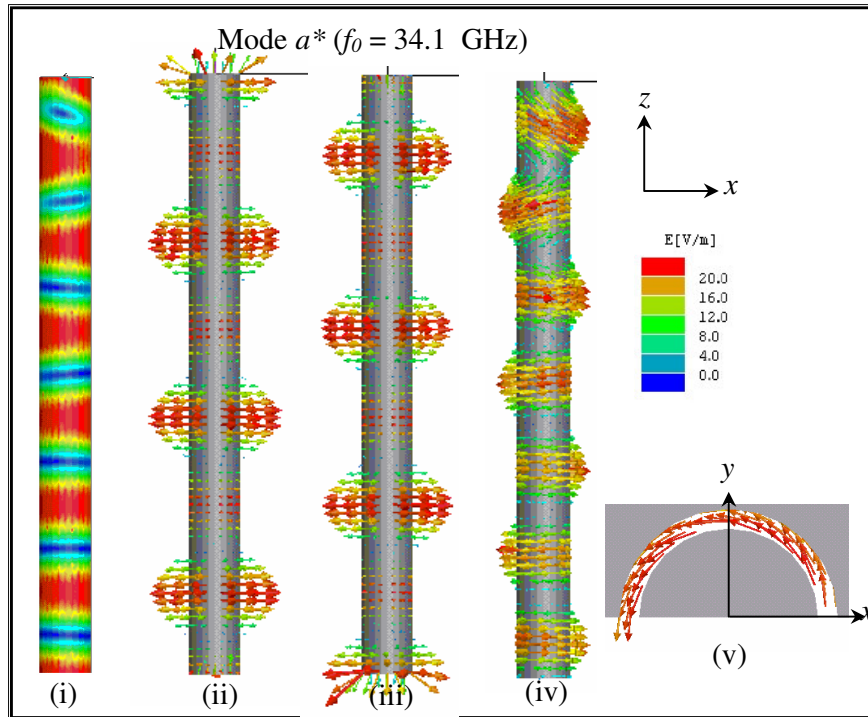 Mode a* (f0 = 34.1 GHz)
z
x
E[V/m]
20.0
16.0
12.0
8.0
4.0
0.0
y
x
(i)
(ii)
(iii)
(iv)
(v)